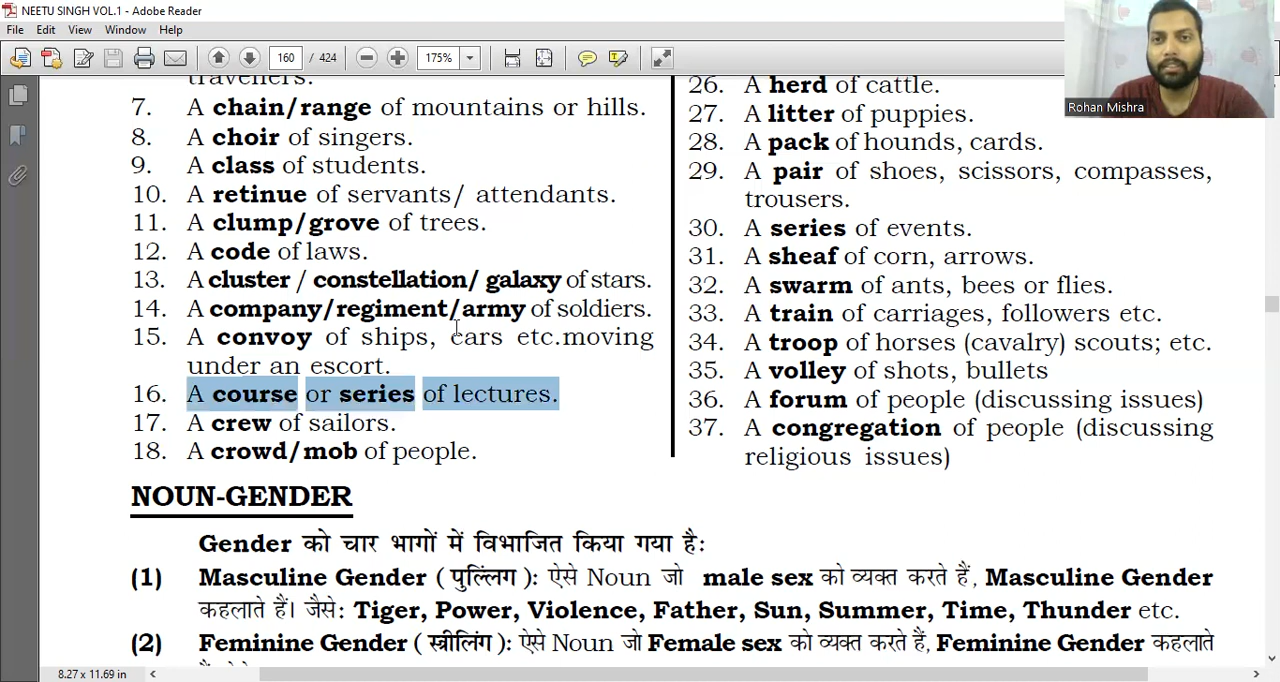 NEETU SINGH VOL.1 - Adobe Reader
File Edit View Window Help
160 / 424 175%
Rohan Mishra
travellers.
7. A chain/range of mountains or hills.
8. A choir of singers.
9. A class of students.
10. A retinue of servants/ attendants.
11. A clump/grove of trees.
12. A code of laws.
13. A cluster / constellation/ galaxy of stars.
14. A company/regiment/army of soldiers.
15. A convoy of ships, cars etc.moving
under an escort.
16. A course or series of lectures.
17. A crew of sailors.
18. A crowd/mob of people.
26. A herd of cattle.
27. A litter of puppies.
28. A pack of hounds, cards.
29. A pair of shoes, scissors, compasses,
trousers.
30. A series of events.
31. A sheaf of corn, arrows.
32. A swarm of ants, bees or flies.
33. A train of carriages, followers etc.
34. A troop of horses (cavalry) scouts; etc.
35. A volley of shots, bullets
36. A forum of people (discussing issues)
37. A congregation of people (discussing
religious issues)
NOUN-GENDER
Gender को चार भागों में विभाजित किया गया है:
(1) Masculine Gender ( पुल्लिंग ): ऐसे Noun जो male sex को व्यक्त करते हैं, Masculine Gender
कहलाते हैं। जैसे: Tiger, Power, Violence, Father, Sun, Summer, Time, Thunder etc.
(2) Feminine Gender ( स्त्रीलिंग ): ऐसे Noun जो Female sex को व्यक्त करते हैं, Feminine Gender कहलाते
8.27 x 11.69 in